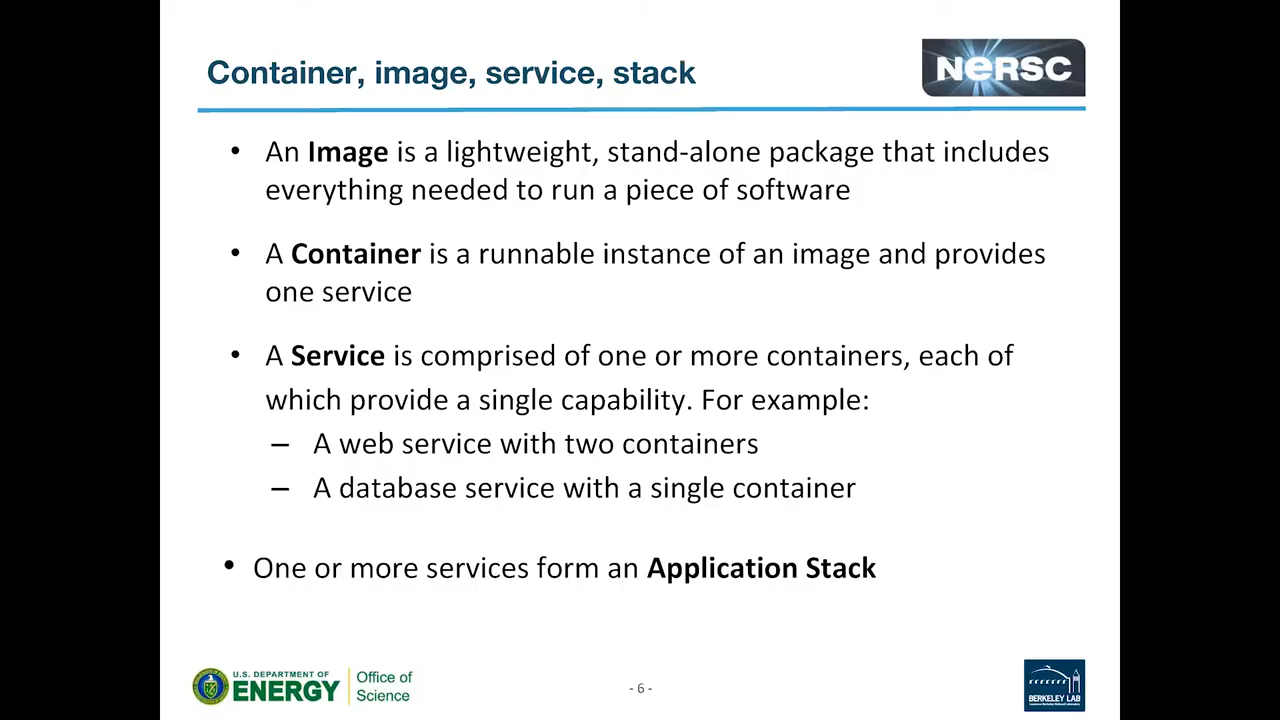 Container, image, service, stack
NERSC
• An Image is a lightweight, stand-alone package that includes
everything needed to run a piece of software
• A Container is a runnable instance of an image and provides
one service
• A Service is comprised of one or more containers, each of
which provide a single capability. For example:
– A web service with two containers
– A database service with a single container
• One or more services form an Application Stack
U.S. DEPARTMENT OF
ENERGY
Office of
Science
- 6 -
BERKELEY LAB